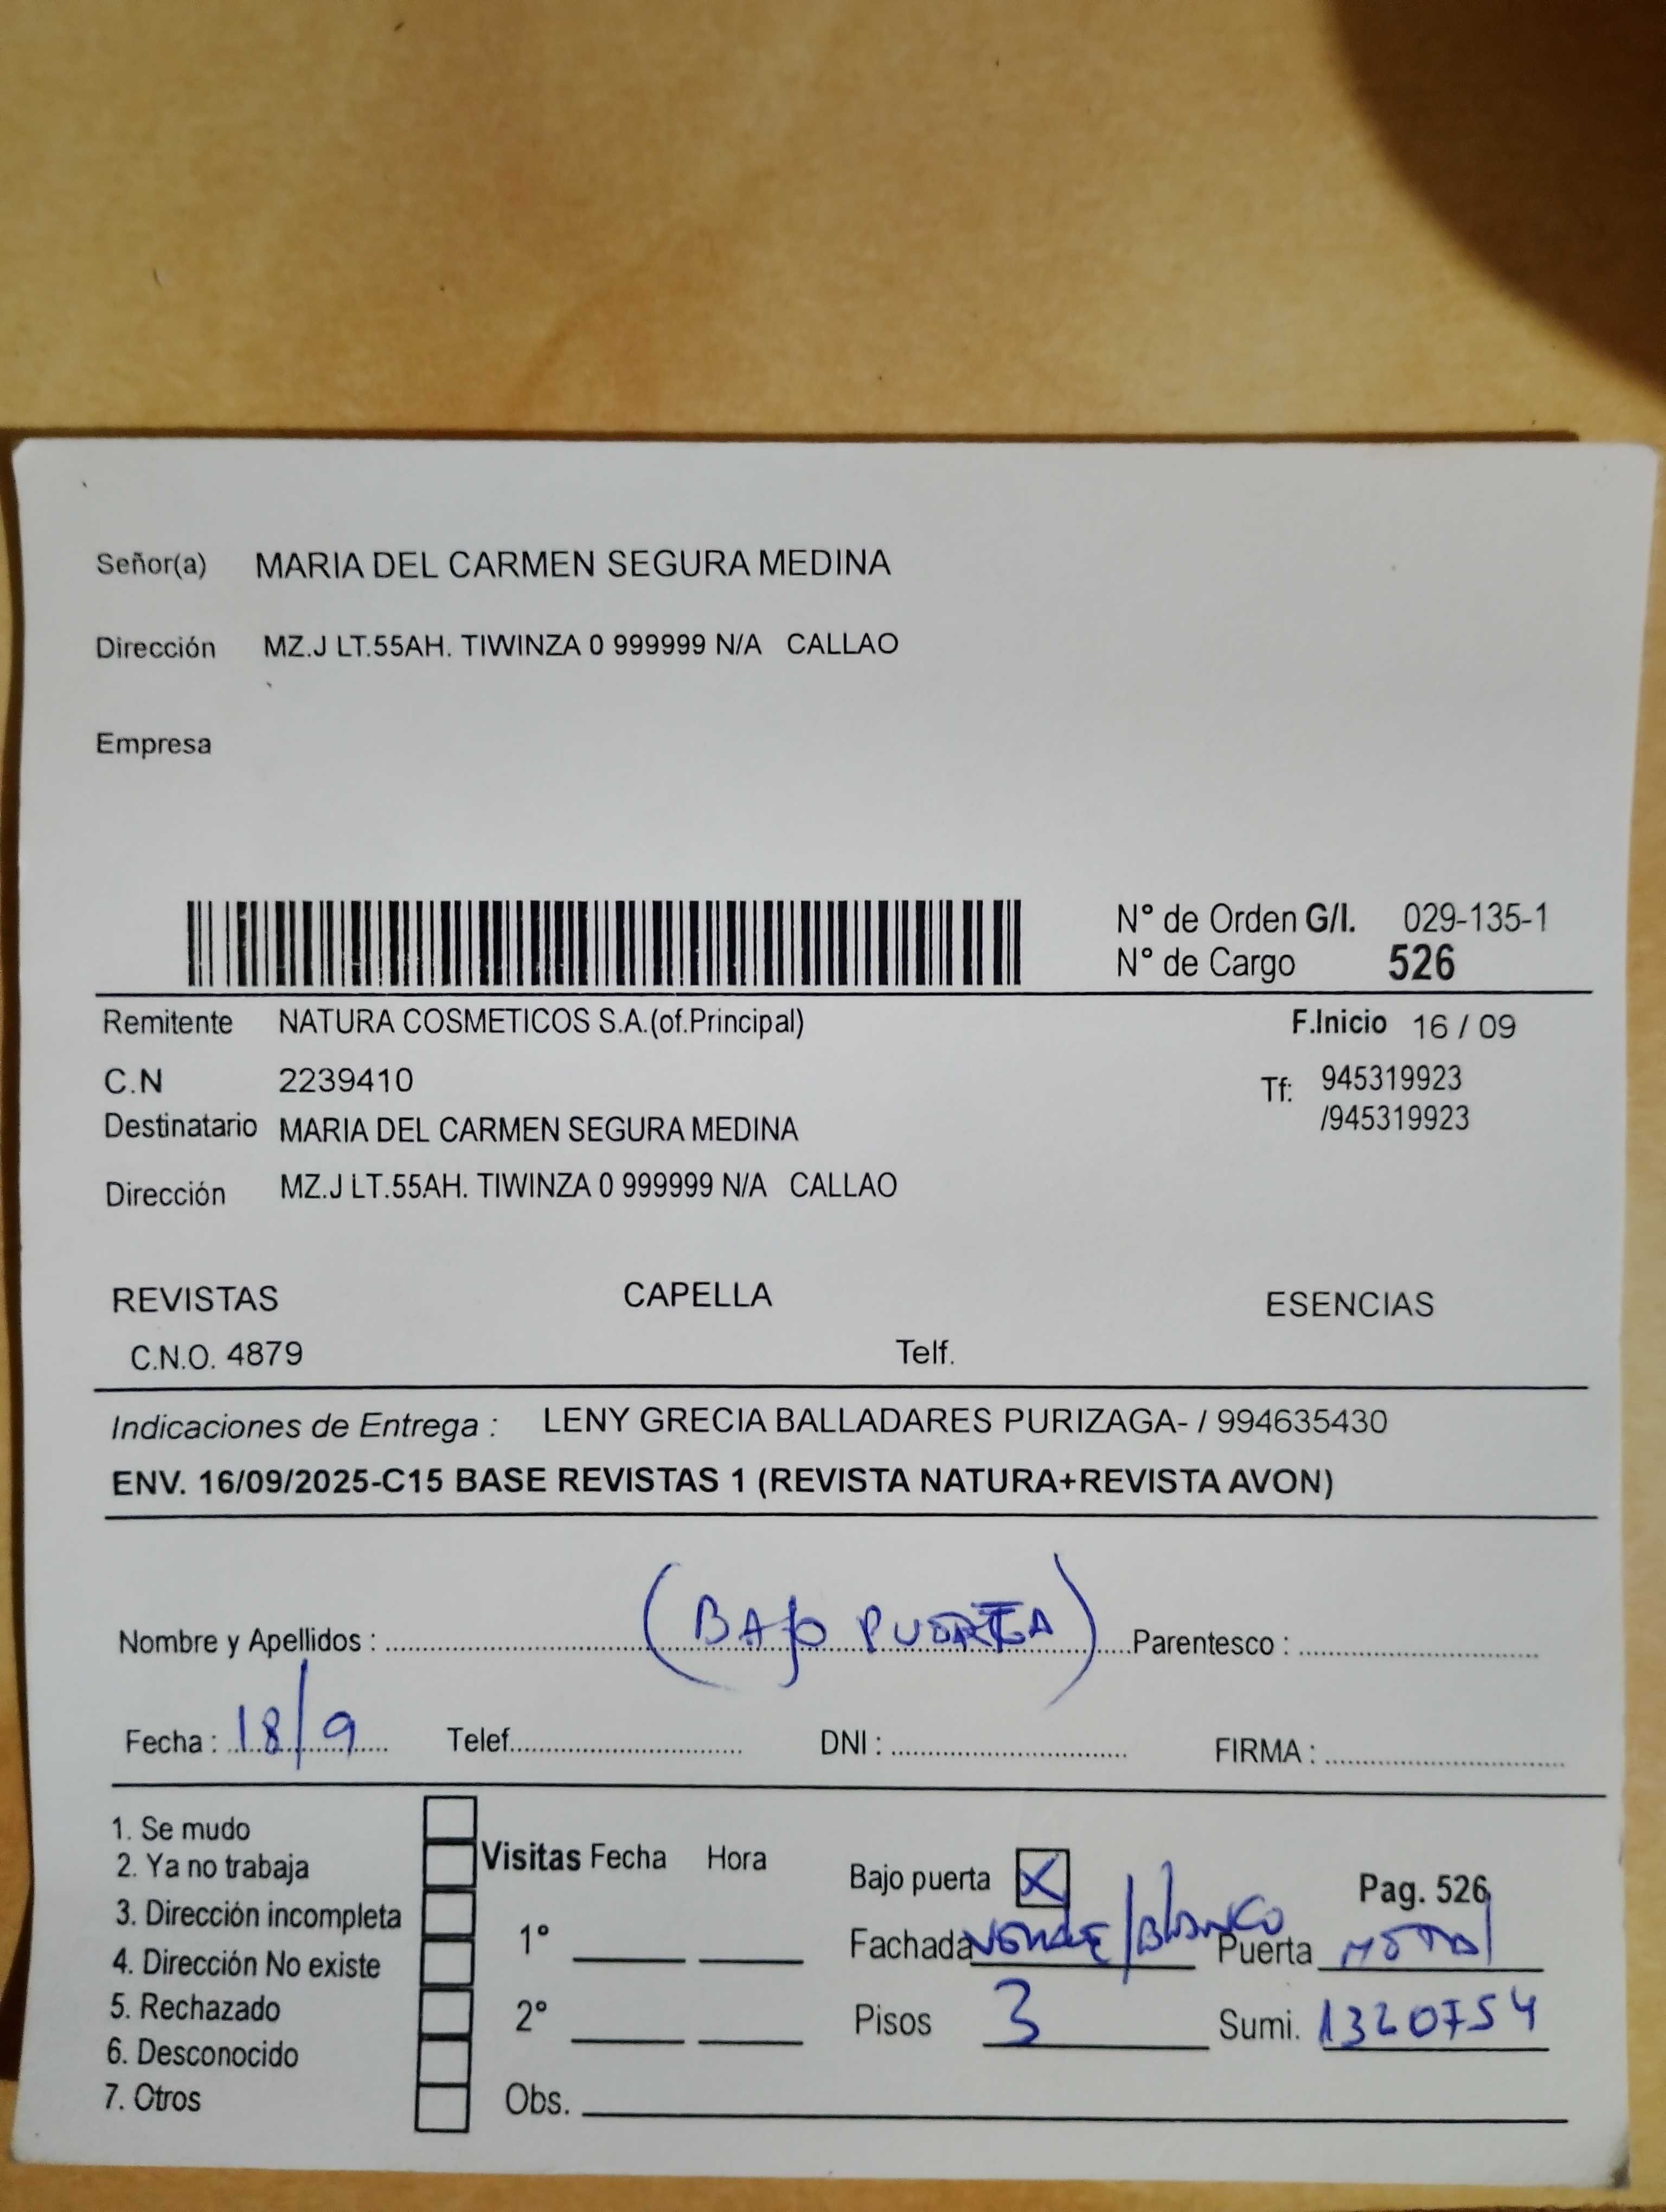 Señor(a) MARIA DEL CARMEN SEGURA MEDINA
Dirección MZ.J LT.55AH. TIWINZA 0 999999 N/A CALLAO
Empresa
N° de Orden G/I. 029-135-1
N° de Cargo 526
Remitente NATURA COSMETICOS S.A.(of.Principal) F.Inicio 16 / 09
C.N 2239410 Tf: 945319923
/945319923
Destinatario MARIA DEL CARMEN SEGURA MEDINA
Dirección MZ.J LT.55AH. TIWINZA 0 999999 N/A CALLAO
REVISTAS CAPELLA ESENCIAS
C.N.O. 4879 Telf.
Indicaciones de Entrega : LENY GRECIA BALLADARES PURIZAGA- / 994635430
ENV. 16/09/2025-C15 BASE REVISTAS 1 (REVISTA NATURA+REVISTA AVON)
Nombre y Apellidos : (BAJO PUERTA) Parentesco :
Fecha : 18/9 Telef. DNI : FIRMA :
1. Se mudo
2. Ya no trabaja
3. Dirección incompleta
4. Dirección No existe
5. Rechazado
6. Desconocido
7. Otros
Visitas Fecha Hora
1°
2°
Obs.
Bajo puerta X Pag. 526
Fachada /Blanco Puerta
Pisos 3 Sumi. 1320754